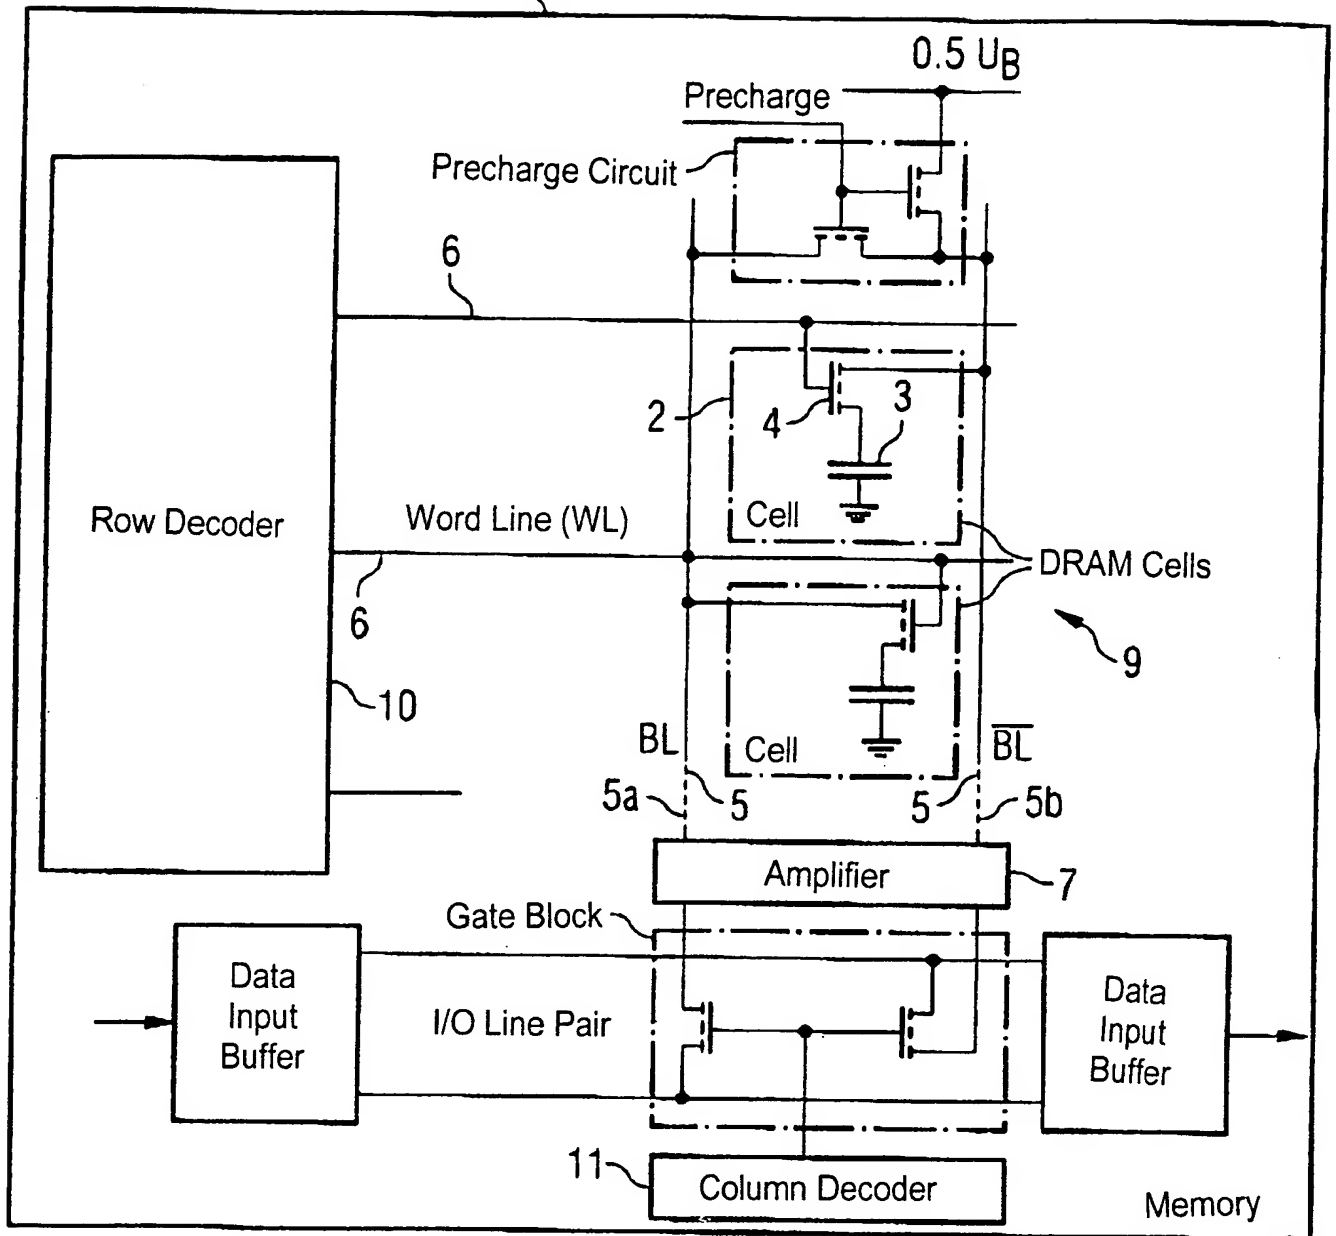 0.5 UB
Precharge
Precharge Circuit
6
2
4
3
Cell
Row Decoder
Word Line (WL)
DRAM Cells
6
9
10
BL
Cell
B̅L̅
5a
5
5
5b
Amplifier
7
Gate Block
Data
Input
Buffer
I/O Line Pair
Data
Input
Buffer
11
Column Decoder
Memory